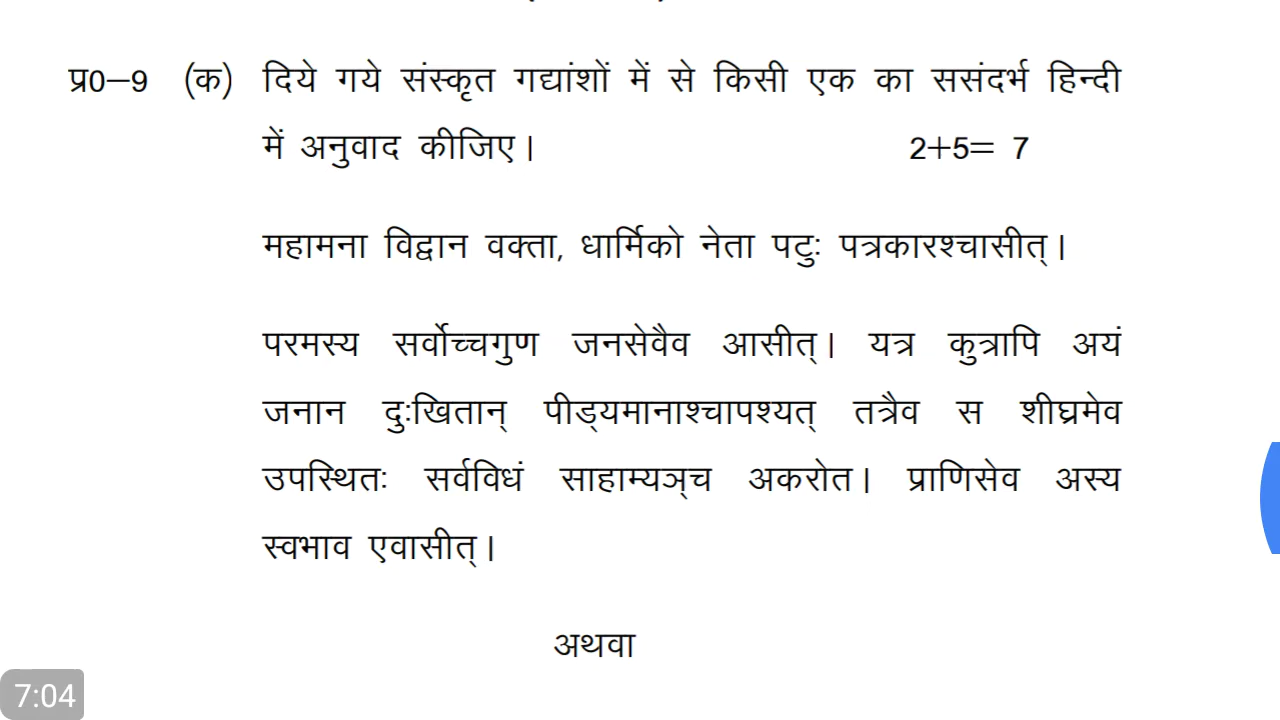 प्र0–9 (क) दिये गये संस्कृत गद्यांशों में से किसी एक का ससंदर्भ हिन्दी
में अनुवाद कीजिए। 2+5= 7
महामना विद्वान वक्ता, धार्मिको नेता पटुः पत्रकारश्चासीत्।
परमस्य सर्वोच्चगुण जनसेवैव आसीत्। यत्र कुत्रापि अयं
जनान दुःखितान् पीड्यमानाश्चापश्यत् तत्रैव स शीघ्रमेव
उपस्थितः सर्वविधं साहाम्यञ्च अकरोत। प्राणिसेव अस्य
स्वभाव एवासीत्।
अथवा
7:04